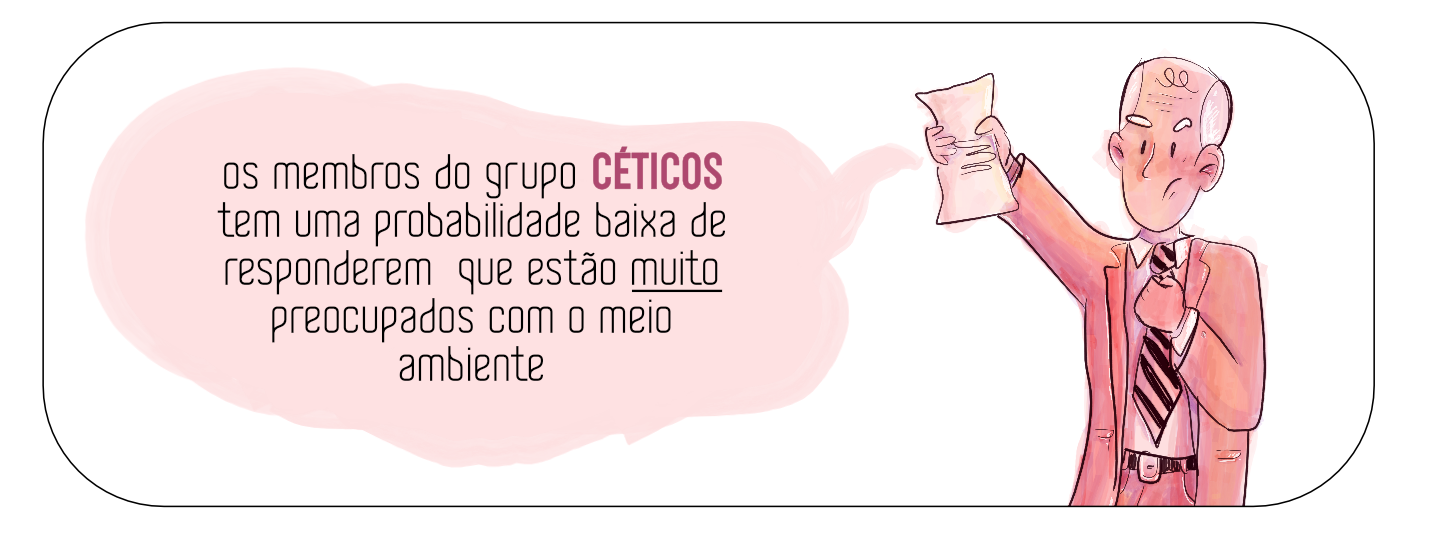 os membros do grupo CÉTICOS
tem uma probabilidade baixa de
responderem que estão muito
preocupados com o meio
ambiente